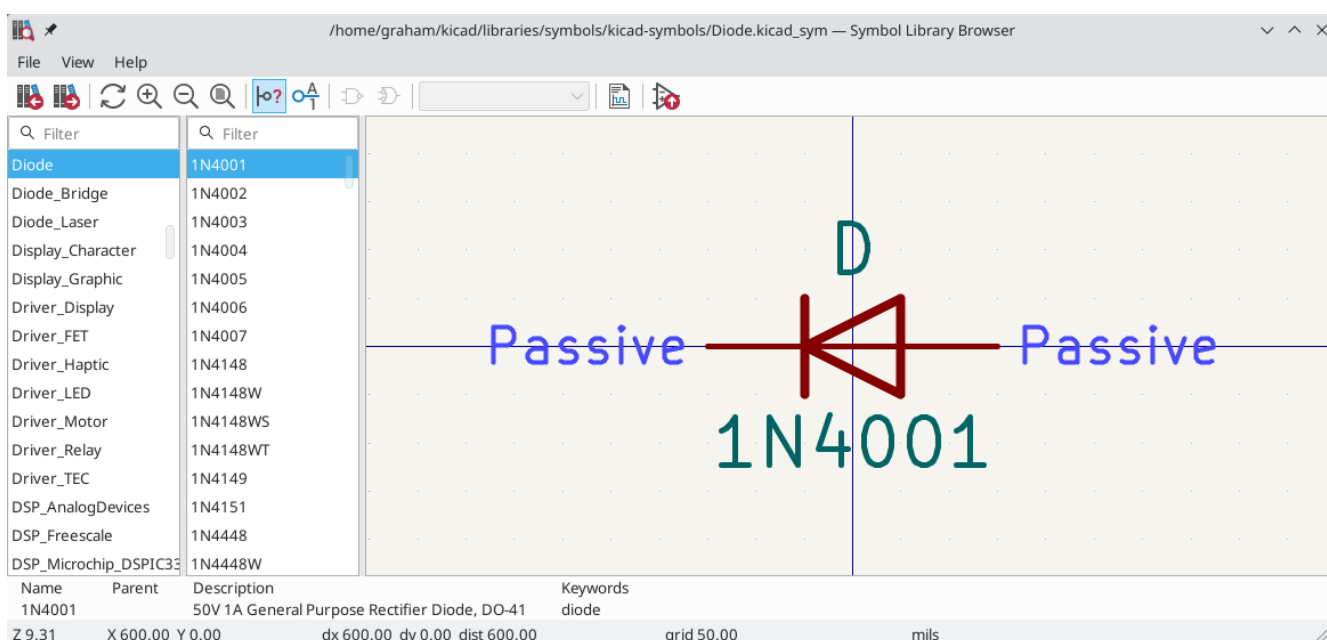 /home/graham/kicad/libraries/symbols/kicad-symbols/Diode.kicad_sym — Symbol Library Browser
File View Help
Filter
Diode
Diode_Bridge
Diode_Laser
Display_Character
Display_Graphic
Driver_Display
Driver_FET
Driver_Haptic
Driver_LED
Driver_Motor
Driver_Relay
Driver_TEC
DSP_AnalogDevices
DSP_Freescale
DSP_Microchip_DSPIC33
Filter
1N4001
1N4002
1N4003
1N4004
1N4005
1N4006
1N4007
1N4148
1N4148W
1N4148WS
1N4148WT
1N4149
1N4151
1N4448
1N4448W
D
Passive Passive
1N4001
Name Parent Description Keywords
1N4001 50V 1A General Purpose Rectifier Diode, DO-41 diode
Z 9.31 X 600.00 Y 0.00 dx 600.00 dy 0.00 dist 600.00 grid 50.00 mils